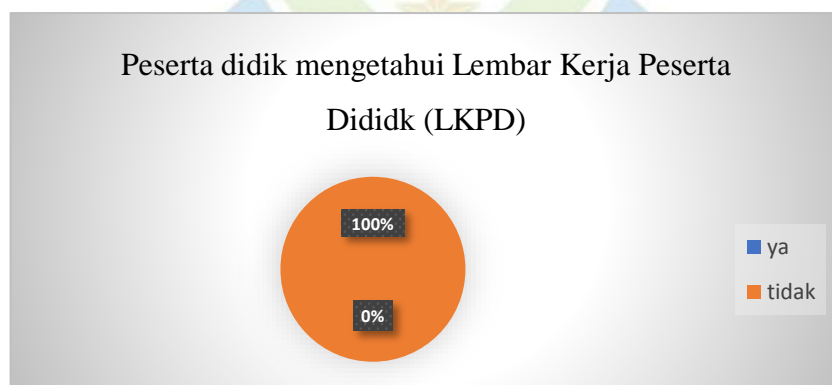 Peserta didik mengetahui Lembar Kerja Peserta
Dididk (LKPD)
100%
0%
ya
tidak